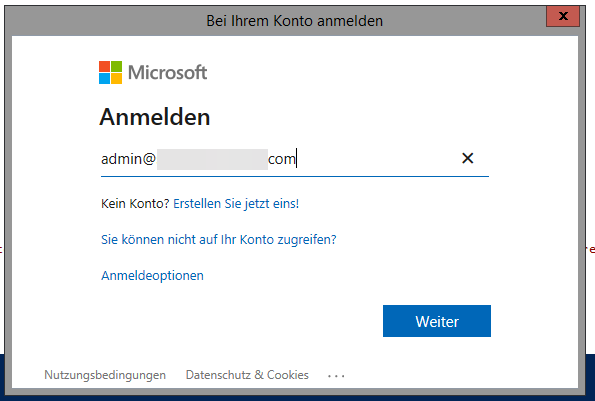 Bei Ihrem Konto anmelden
x
Microsoft
Anmelden
admin@ com
Kein Konto? Erstellen Sie jetzt eins!
Sie können nicht auf Ihr Konto zugreifen?
re
Anmeldeoptionen
Weiter
Nutzungsbedingungen Datenschutz & Cookies ...